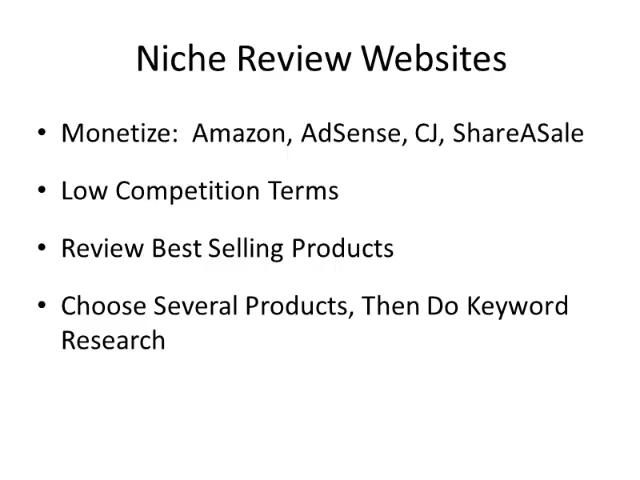 Niche Review Websites
• Monetize:  Amazon, AdSense, CJ, ShareASale
• Low Competition Terms
• Review Best Selling Products
• Choose Several Products, Then Do Keyword
Research